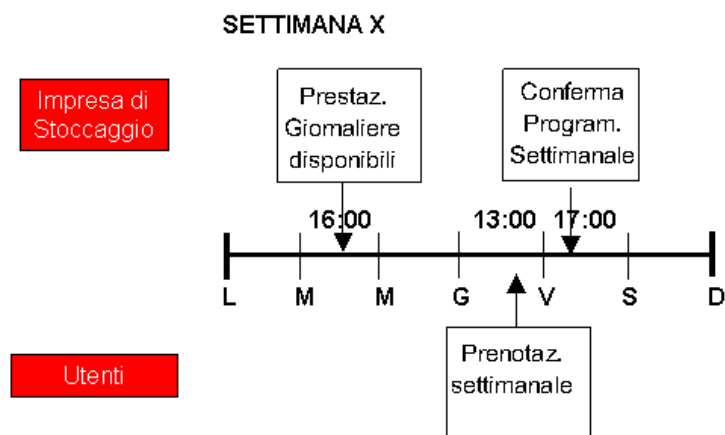 SETTIMANA X
Impresa di
Stoccaggio
Prestaz.
Giornaliere
disponibili
Conferma
Program.
Settimanale
16:00
13:00
17:00
L
M
M
G
V
S
D
Utenti
Prenotaz.
settimanale